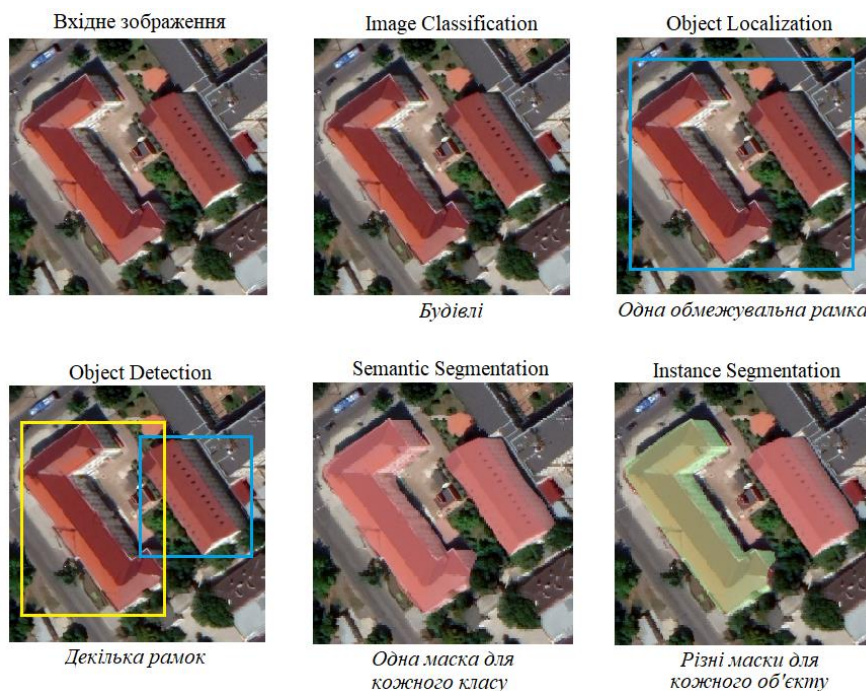 Вхідне зображення
Image Classification
Object Localization
Будівлі
Одна обмежувальна рамка
Object Detection
Semantic Segmentation
Instance Segmentation
Декілька рамок
Одна маска для
кожного класу
Різні маски для
кожного об'єкту